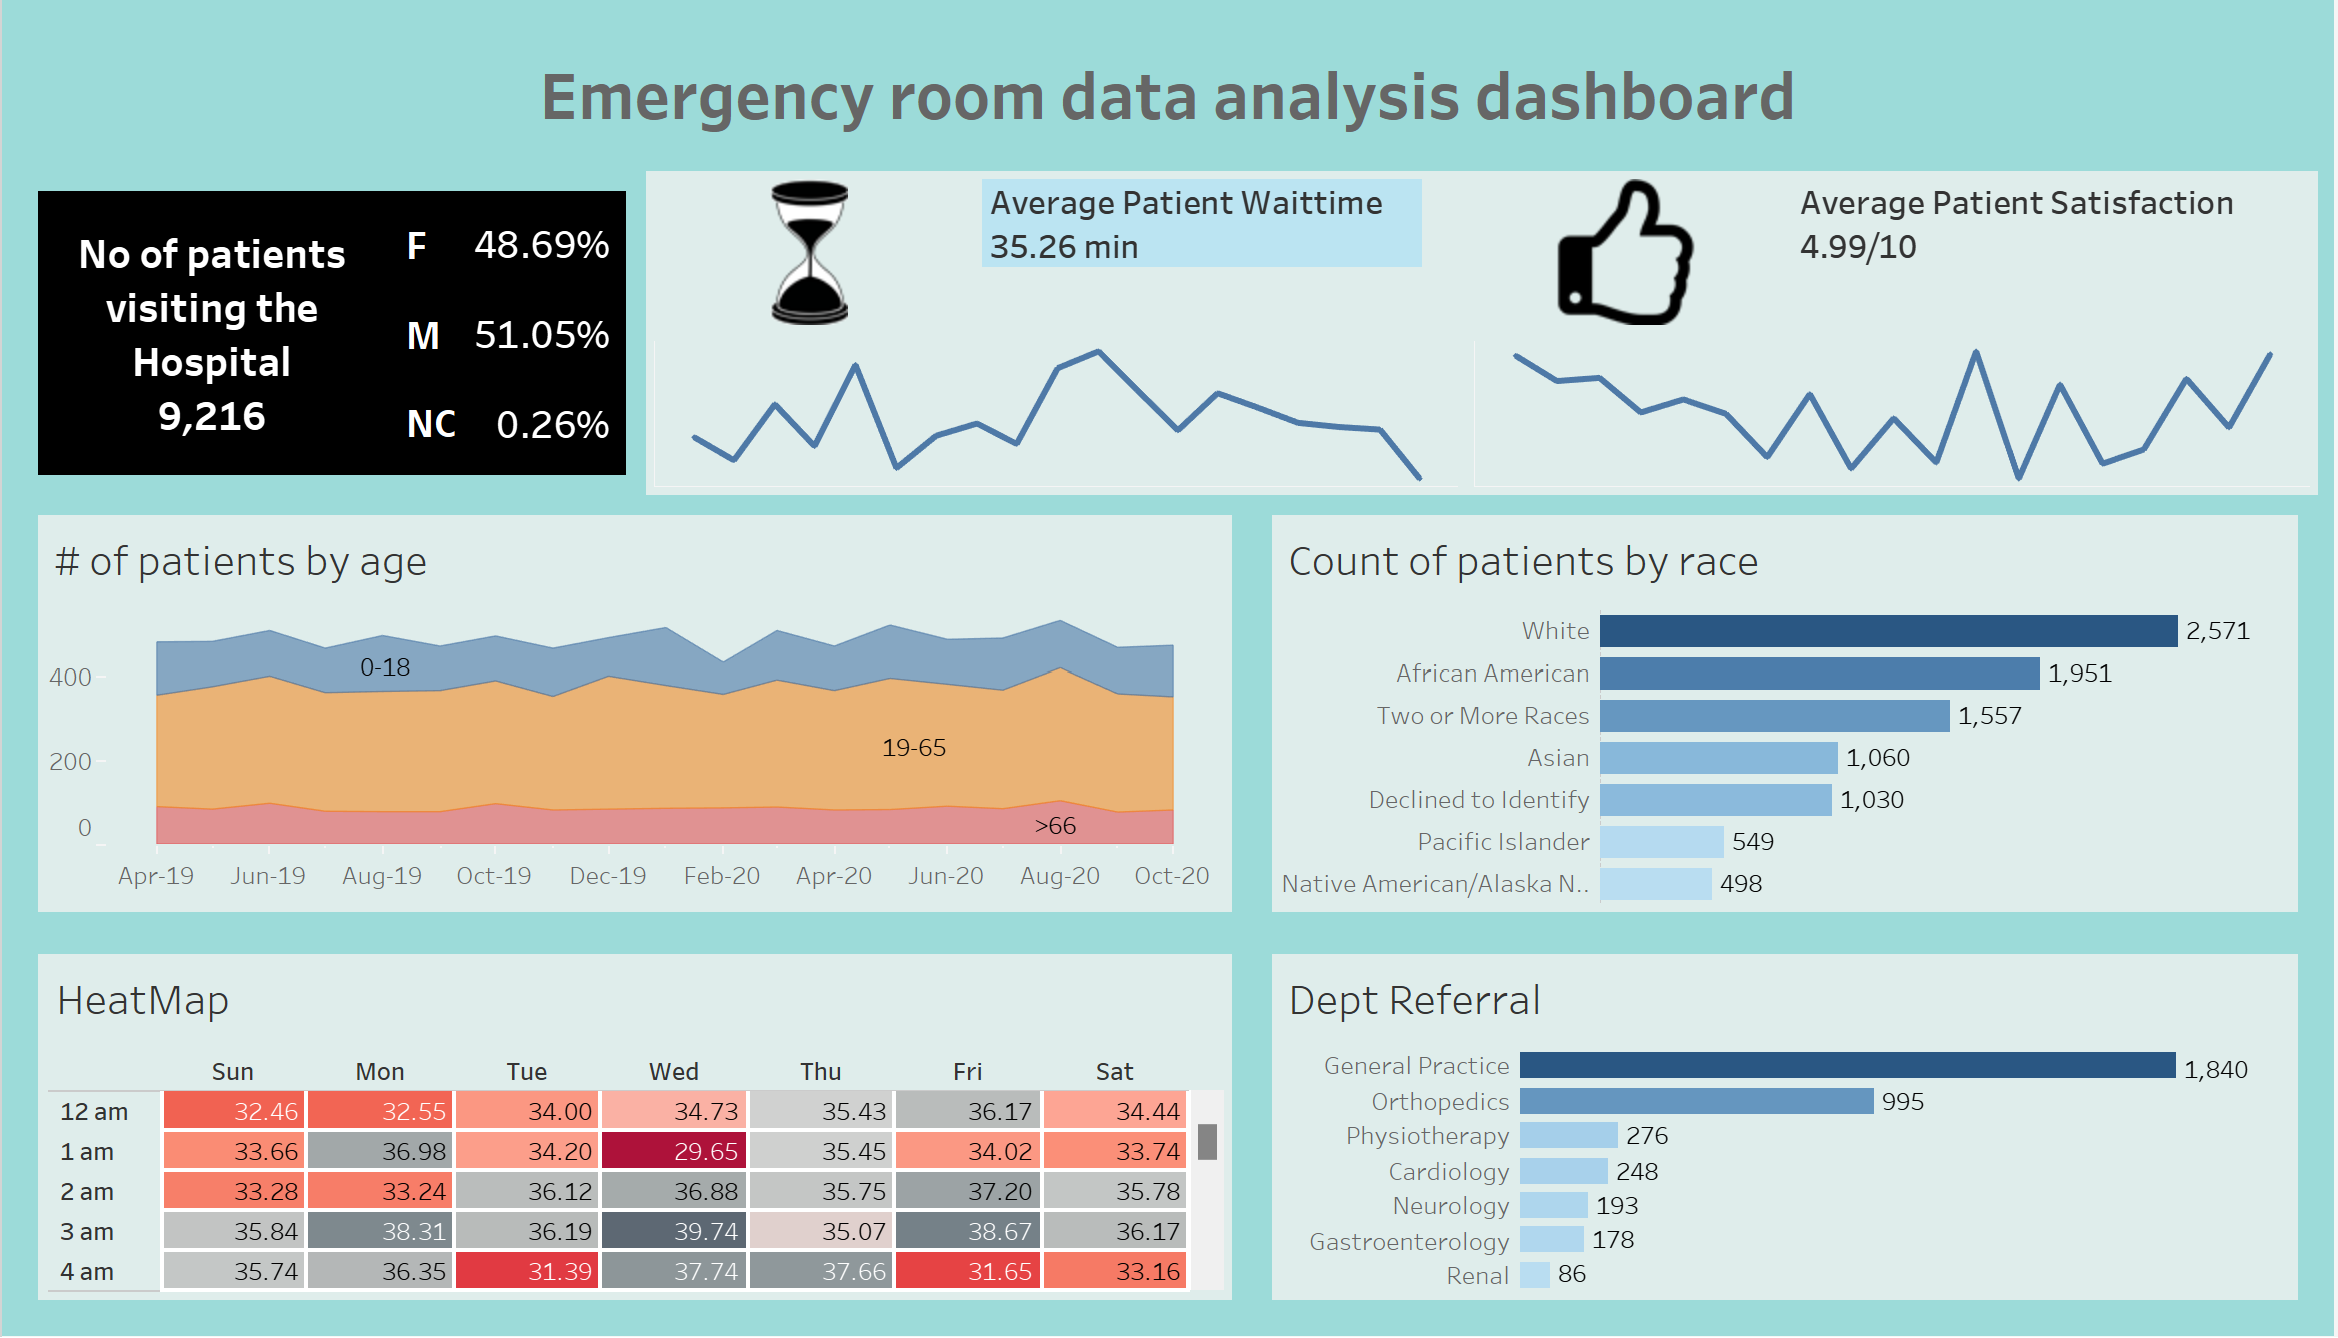 Emergency room data analysis dashboard
No of patients
visiting the
Hospital
9,216
F 48.69%
M 51.05%
NC 0.26%
Average Patient Waittime
35.26 min
Average Patient Satisfaction
4.99/10
# of patients by age
400
200
0
0-18
19-65
>66
Apr-19 Jun-19 Aug-19 Oct-19 Dec-19 Feb-20 Apr-20 Jun-20 Aug-20 Oct-20
Count of patients by race
White 2,571
African American 1,951
Two or More Races 1,557
Asian 1,060
Declined to Identify 1,030
Pacific Islander 549
Native American/Alaska N.. 498
HeatMap
Sun Mon Tue Wed Thu Fri Sat
12 am 32.46 32.55 34.00 34.73 35.43 36.17 34.44
1 am 33.66 36.98 34.20 29.65 35.45 34.02 33.74
2 am 33.28 33.24 36.12 36.88 35.75 37.20 35.78
3 am 35.84 38.31 36.19 39.74 35.07 38.67 36.17
4 am 35.74 36.35 31.39 37.74 37.66 31.65 33.16
Dept Referral
General Practice 1,840
Orthopedics 995
Physiotherapy 276
Cardiology 248
Neurology 193
Gastroenterology 178
Renal 86